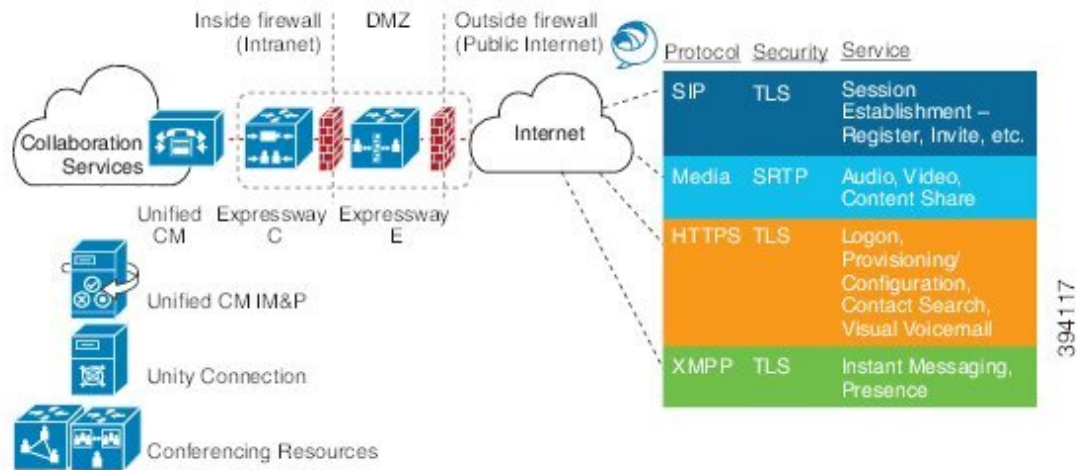 Inside firewall
(Intranet)
DMZ
Outside firewall
(Public Internet)
Collaboration
Services
Internet
Unified
CM
Expressway
C
Expressway
E
Unified CM IM&P
Unity Connection
Conferencing Resources
Protocol Security Service
SIP TLS Session
Establishment –
Register, Invite, etc.
Media SRTP Audio, Video,
Content Share
HTTPS TLS Logon,
Provisioning/
Configuration,
Contact Search,
Visual Voicemail
XMPP TLS Instant Messaging,
Presence
394117